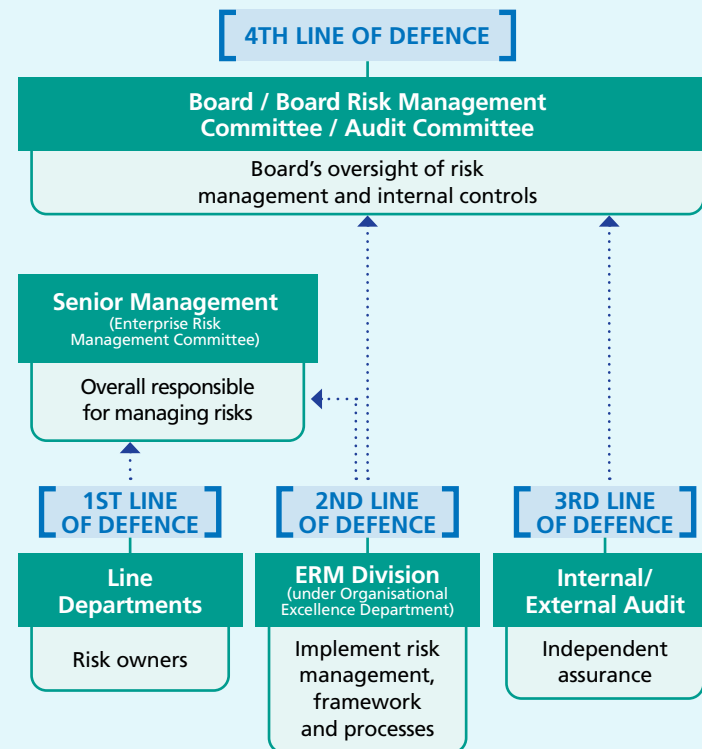 4TH LINE OF DEFENCE
Board / Board Risk Management
Committee / Audit Committee
Board's oversight of risk
management and internal controls
Senior Management
(Enterprise Risk
Management Committee)
Overall responsible
for managing risks
1ST LINE
OF DEFENCE
Line
Departments
Risk owners
2ND LINE
OF DEFENCE
ERM Division
(under Organisational
Excellence Department)
Implement risk
management,
framework
and processes
3RD LINE
OF DEFENCE
Internal/
External Audit
Independent
assurance